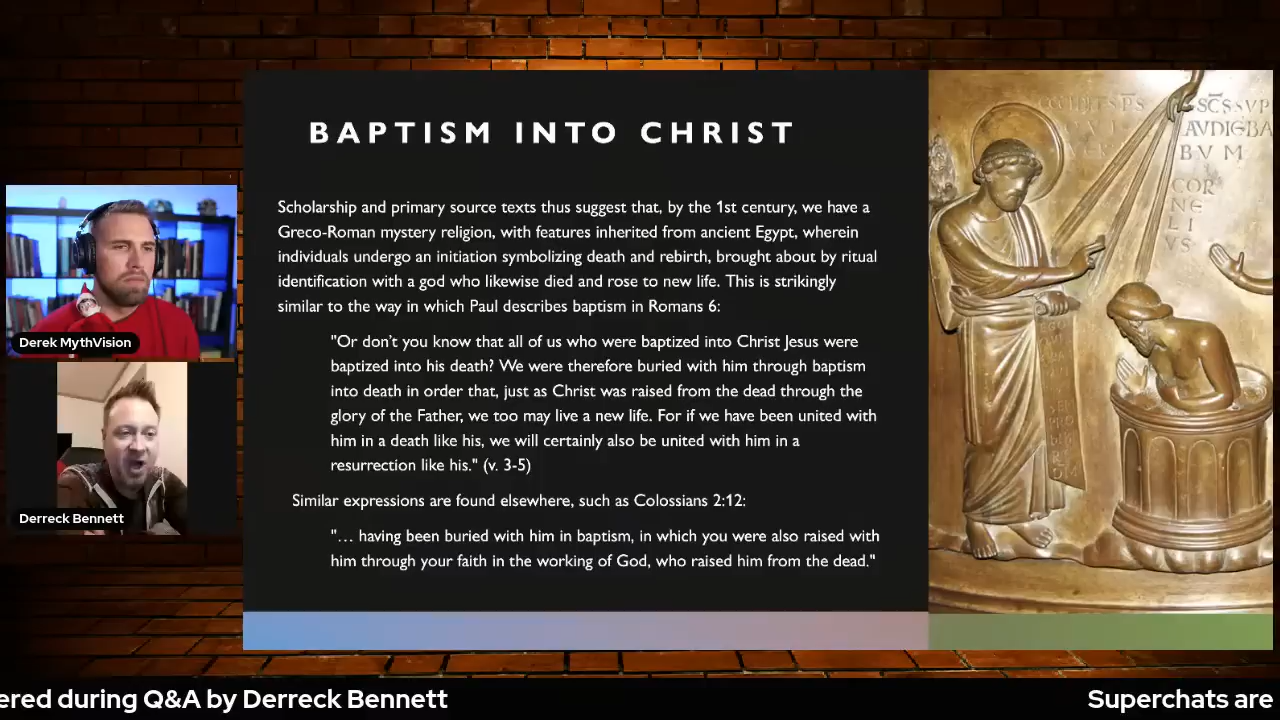 BAPTISM INTO CHRIST
Scholarship and primary source texts thus suggest that, by the 1st century, we have a
Greco-Roman mystery religion, with features inherited from ancient Egypt, wherein
individuals undergo an initiation symbolizing death and rebirth, brought about by ritual
identification with a god who likewise died and rose to new life. This is strikingly
similar to the way in which Paul describes baptism in Romans 6:
"Or don't you know that all of us who were baptized into Christ Jesus were
baptized into his death? We were therefore buried with him through baptism
into death in order that, just as Christ was raised from the dead through the
glory of the Father, we too may live a new life. For if we have been united with
him in a death like his, we will certainly also be united with him in a
resurrection like his." (v. 3-5)
Similar expressions are found elsewhere, such as Colossians 2:12:
"… having been buried with him in baptism, in which you were also raised with
him through your faith in the working of God, who raised him from the dead."
SC̄S SVP
AVDIGBA
BVM
COR
NE
LI
VS
Derek MythVision
Derreck Bennett
ered during Q&A by Derreck Bennett
Superchats are